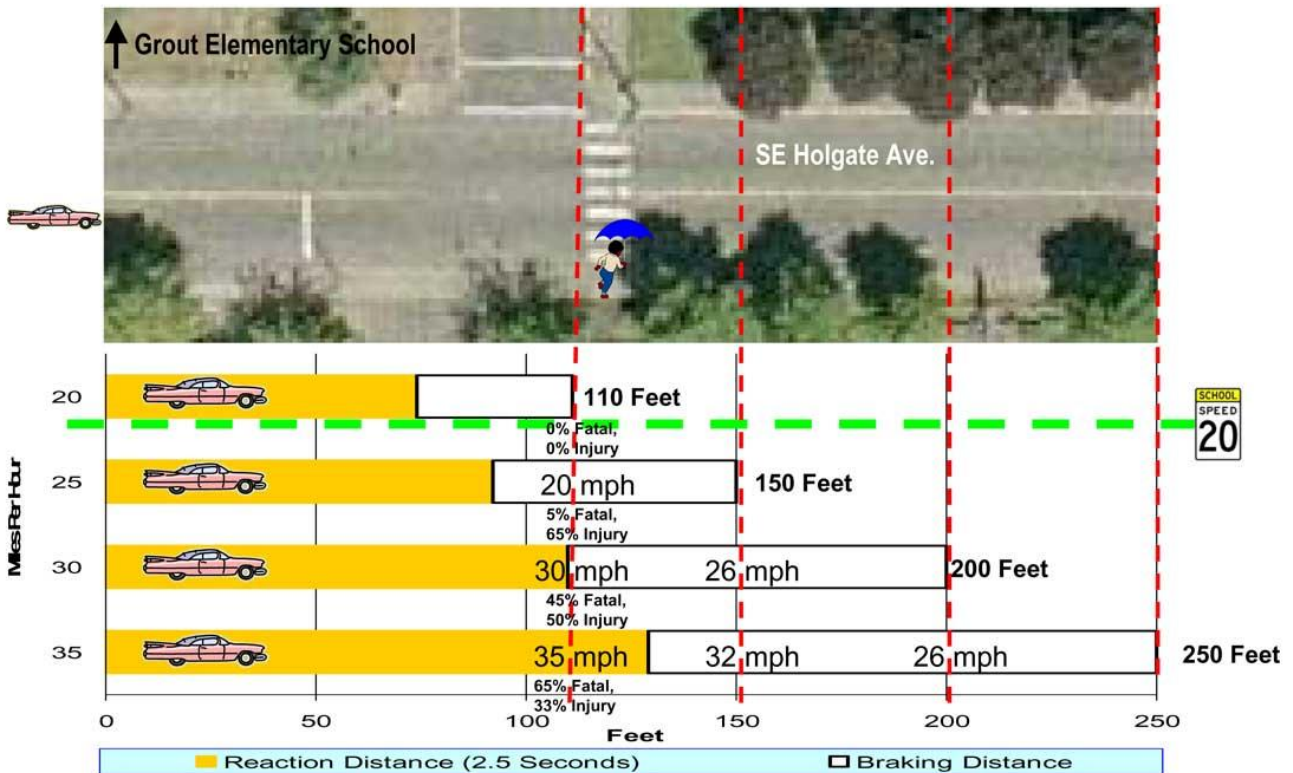 Grout Elementary School
SE Holgate Ave.
20
110 Feet
0% Fatal,
0% Injury
SCHOOL
SPEED
20
25
20 mph
150 Feet
5% Fatal,
65% Injury
Miles Per Hour
30
30 mph
26 mph
200 Feet
45% Fatal,
50% Injury
35
35 mph
32 mph
26 mph
250 Feet
65% Fatal,
33% Injury
0
50
100
150
200
250
Feet
Reaction Distance (2.5 Seconds)
Braking Distance